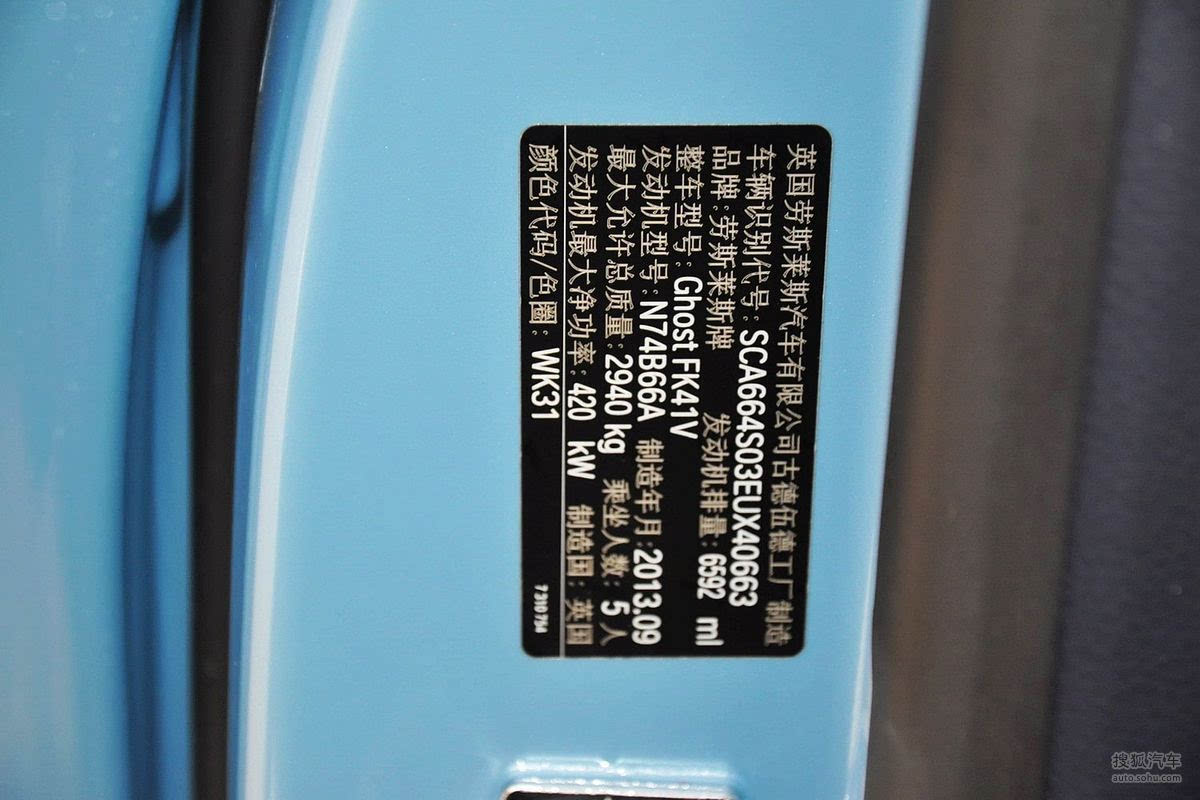 英国劳斯莱斯汽车有限公司古德伍德工厂 制造
车辆识别代号: SCA664S03EUX40663
品牌: 劳斯莱斯牌 发动机排量: 6592 ml
整车型号: Ghost FK41V
发动机型号: N74B66A 制造年月: 2013.09
最大允许总质量: 2940 kg 乘坐人数: 5 人
发动机最大净功率: 420 kW 制造国: 英国
颜色代码/色圈: WK31 7 310 754
搜狐汽车
auto.sohu.com